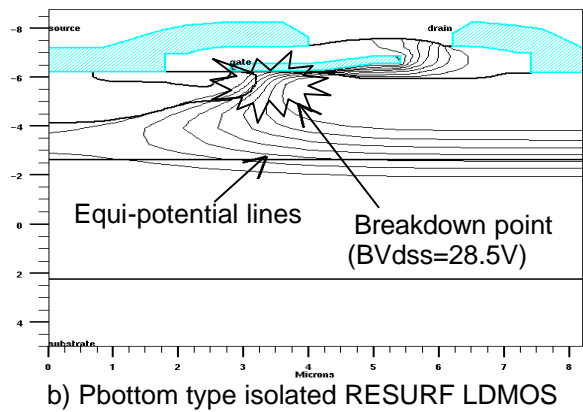 -8
source
drain
gate
-6
-4
-2
Equi-potential lines
Breakdown point
(BVdss=28.5V)
0
2
4
substrate
0 1 2 3 4 5 6 7 8
Microns
b) Pbottom type isolated RESURF LDMOS